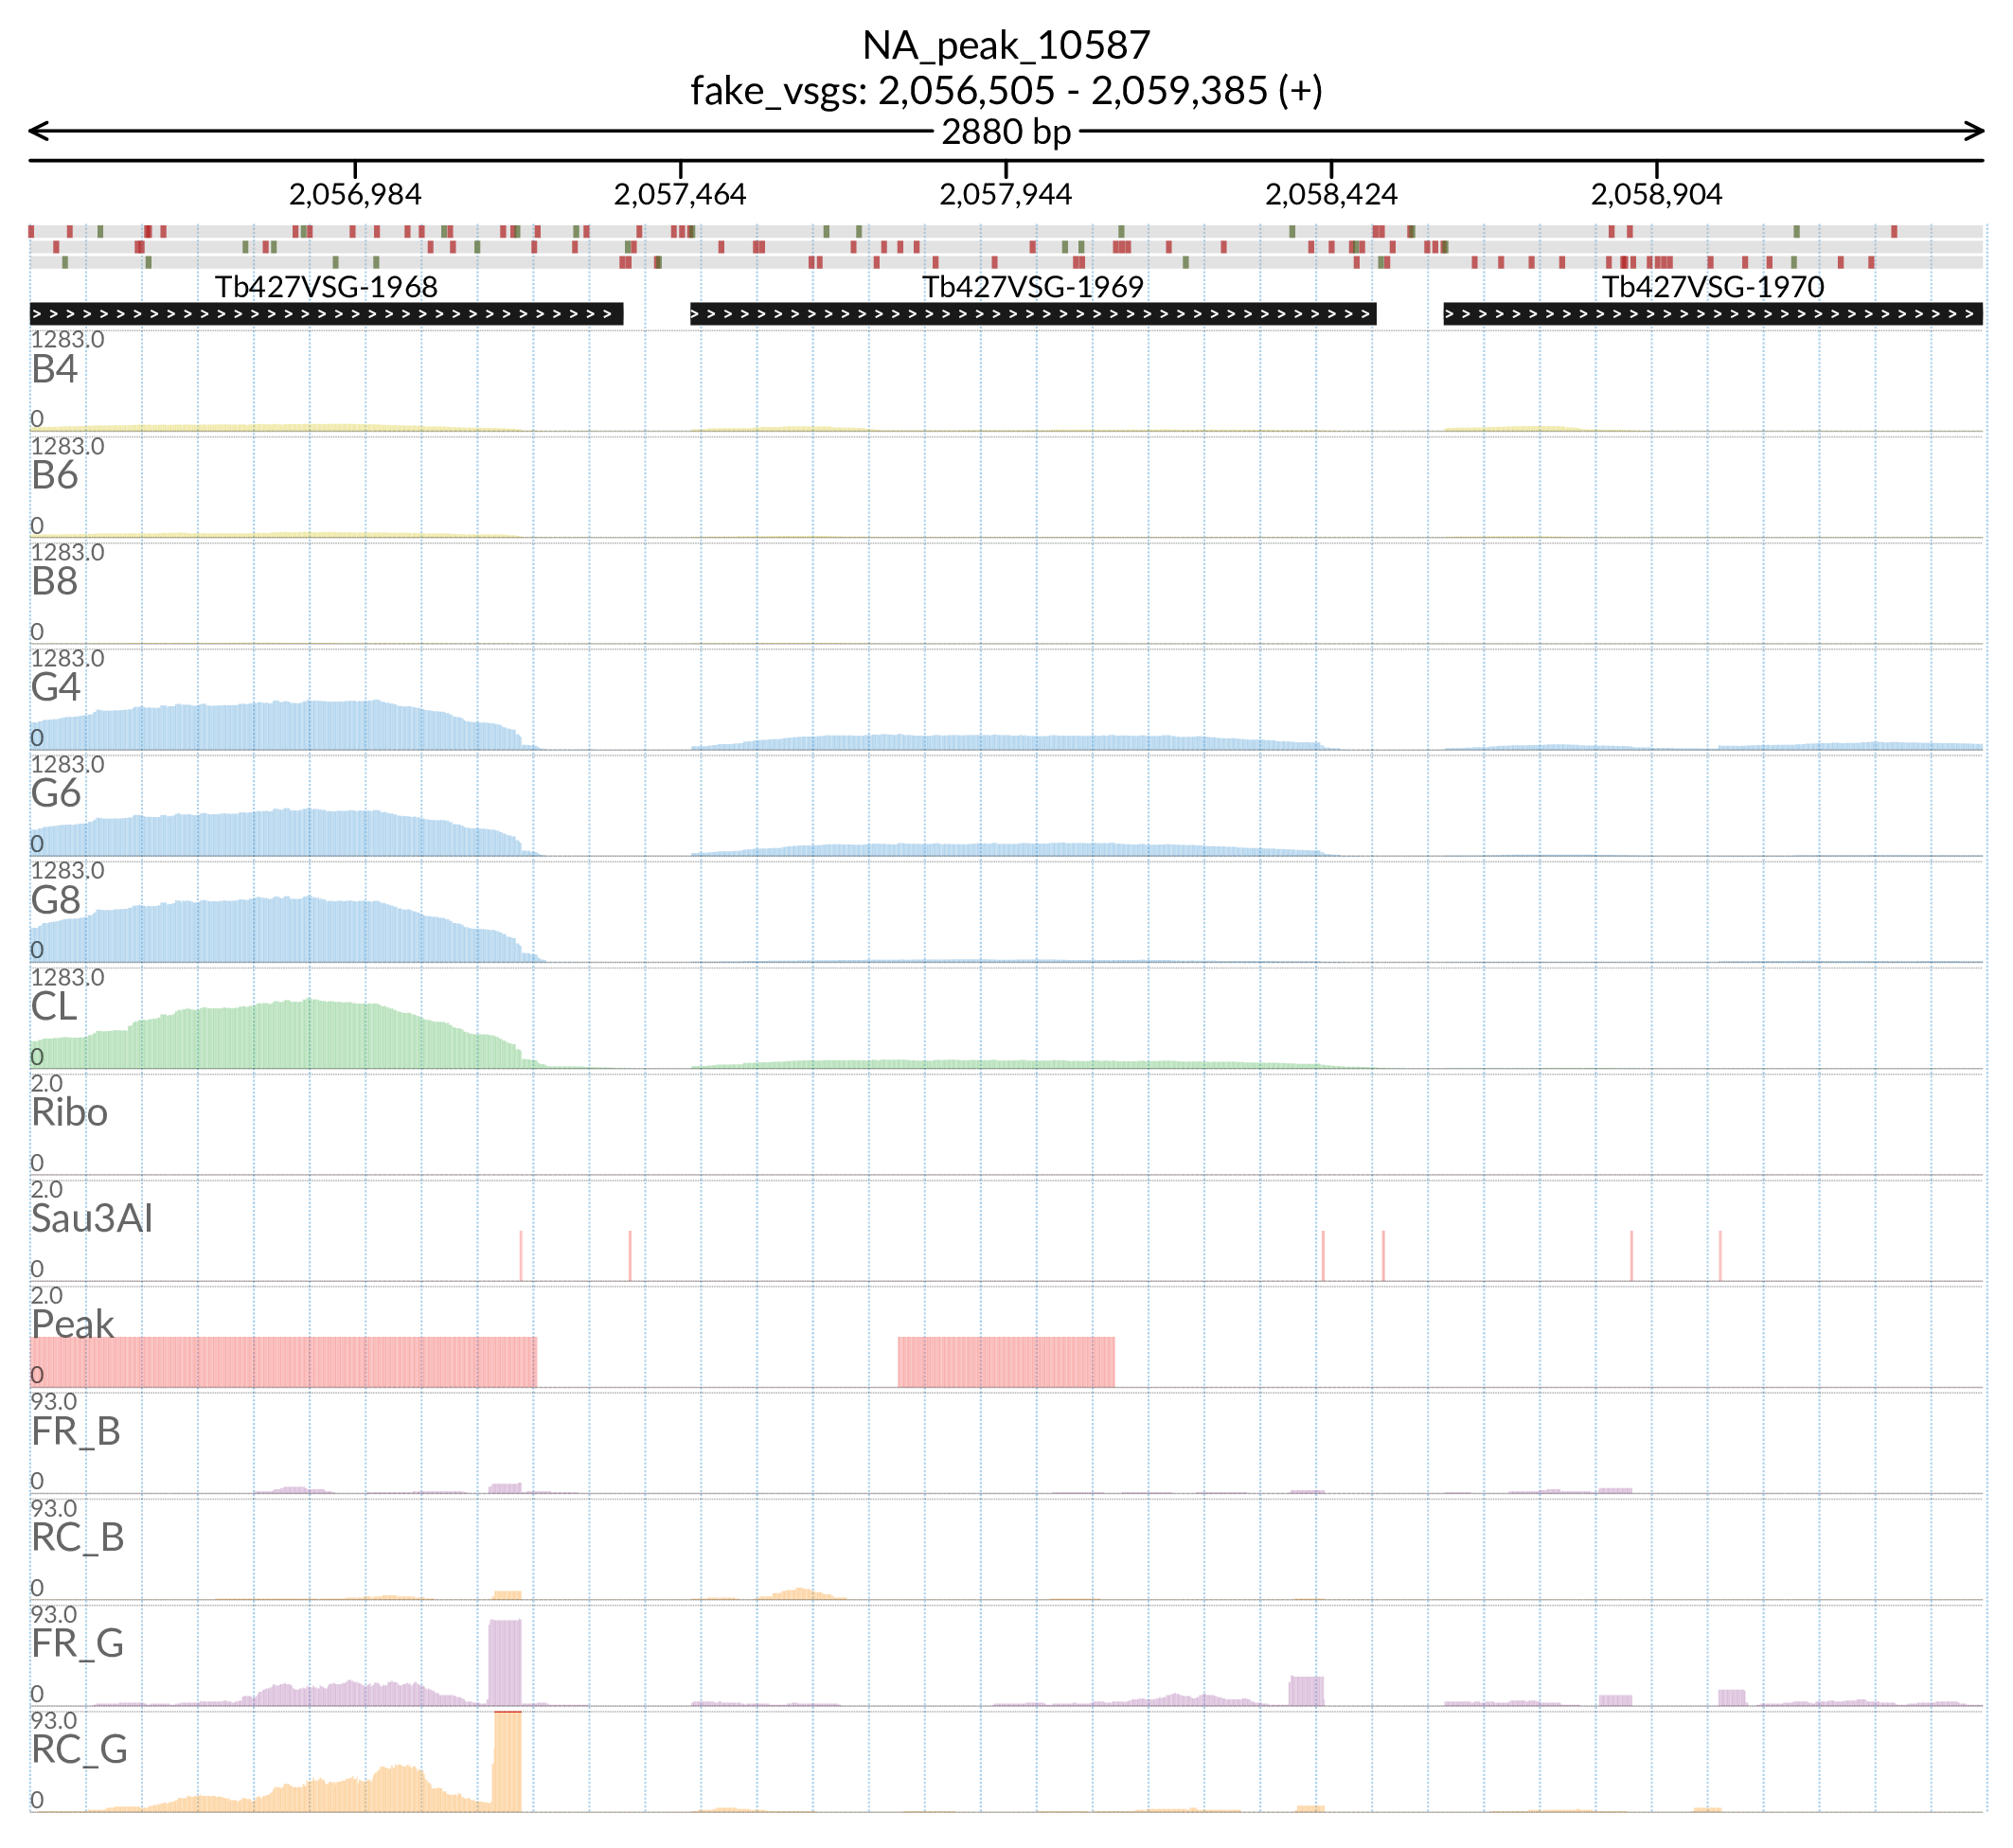 NA_peak_10587
fake_vsgs: 2,056,505 - 2,059,385 (+)
2880 bp
2,056,984 2,057,464 2,057,944 2,058,424 2,058,904
Tb427VSG-1968 Tb427VSG-1969 Tb427VSG-1970
1283.0
B4
0
1283.0
B6
0
1283.0
B8
0
1283.0
G4
0
1283.0
G6
0
1283.0
G8
0
1283.0
CL
0
2.0
Ribo
0
2.0
Sau3AI
0
2.0
Peak
0
93.0
FR_B
0
93.0
RC_B
0
93.0
FR_G
0
93.0
RC_G
0